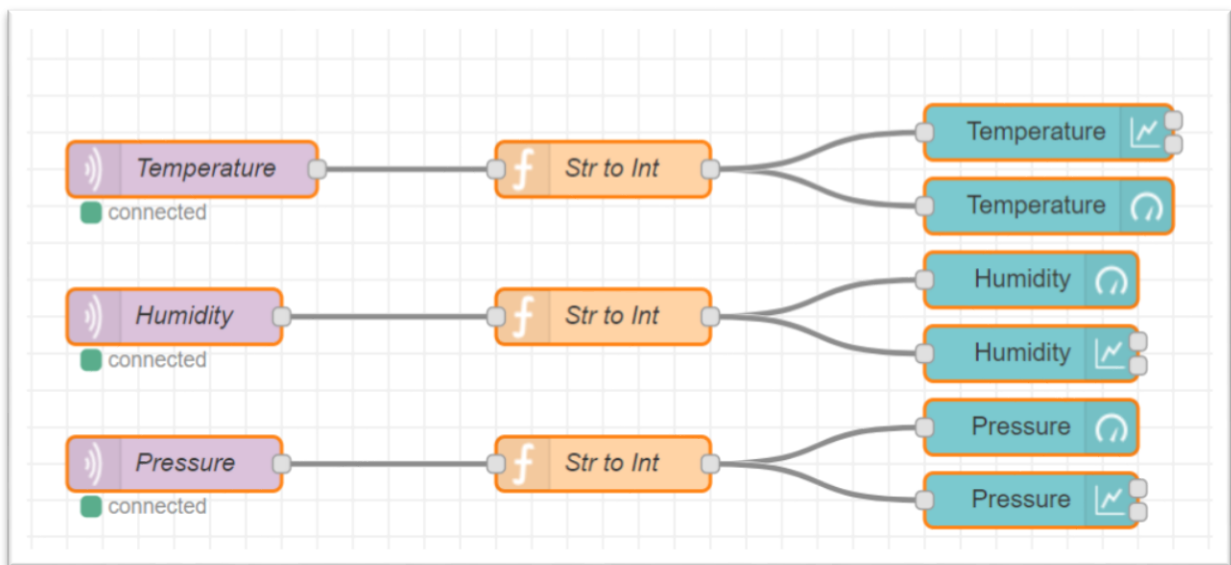 Temperature
Temperature
Str to Int
connected
Temperature
Humidity
Humidity
Str to Int
connected
Humidity
Pressure
Pressure
Str to Int
connected
Pressure